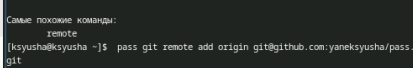 Самые похожие команды:
remote
[ksyusha@ksyusha ~]$ pass git remote add origin git@github.com:yaneksyusha/pass.
git